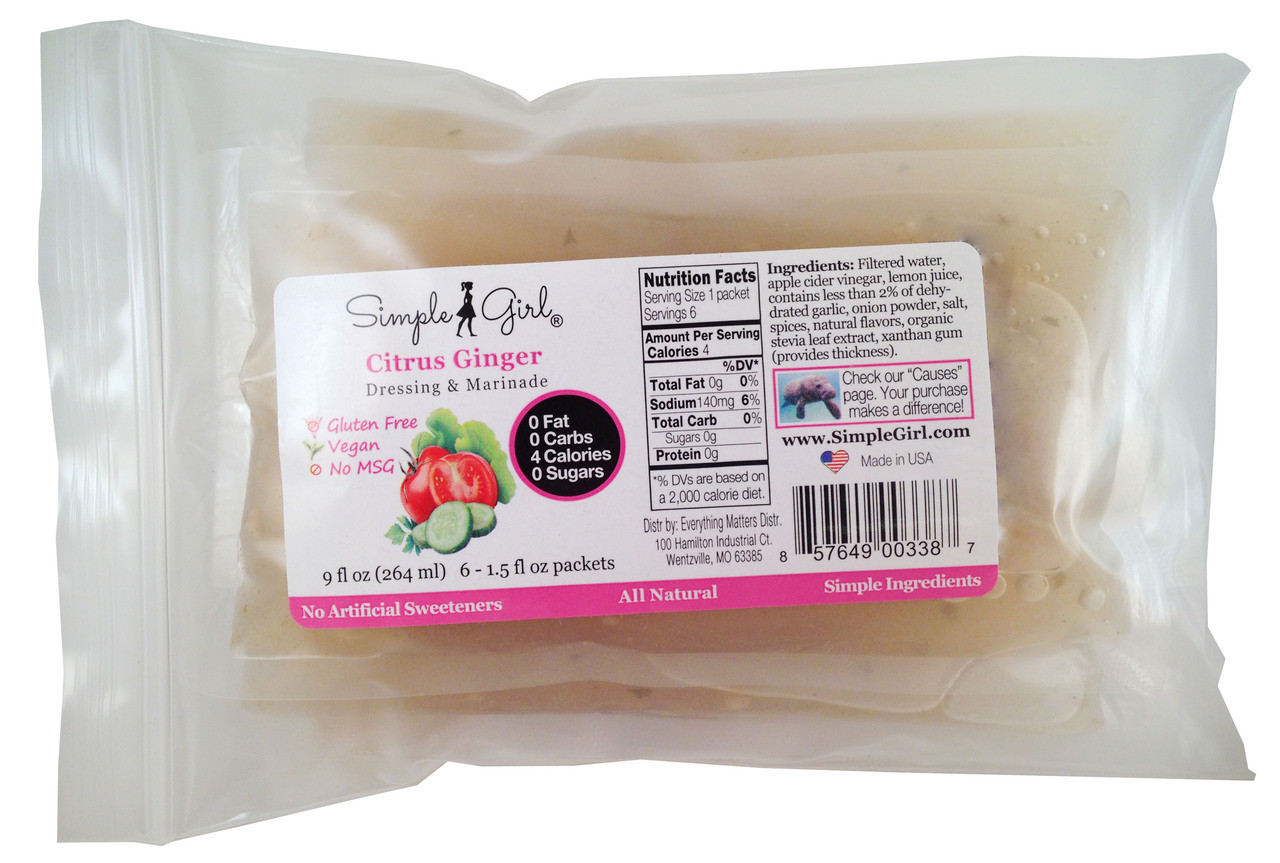 Simple Girl®
Citrus Ginger
Dressing & Marinade
Gluten Free
Vegan
No MSG
0 Fat
0 Carbs
4 Calories
0 Sugars
9 fl oz (264 ml) 6 - 1.5 fl oz packets
Nutrition Facts
Serving Size 1 packet
Servings 6
Amount Per Serving
Calories 4
%DV*
Total Fat 0g 0%
Sodium 140mg 6%
Total Carb 0%
Sugars 0g
Protein 0g
*% DVs are based on
a 2,000 calorie diet.
Distr by: Everything Matters Distr.
100 Hamilton Industrial Ct.
Wentzville, MO 63385
Ingredients: Filtered water,
apple cider vinegar, lemon juice,
contains less than 2% of dehy-
drated garlic, onion powder, salt,
spices, natural flavors, organic
stevia leaf extract, xanthan gum
(provides thickness).
Check our "Causes"
page. Your purchase
makes a difference!
www.SimpleGirl.com
Made in USA
8 57649 00338 7
No Artificial Sweeteners All Natural Simple Ingredients